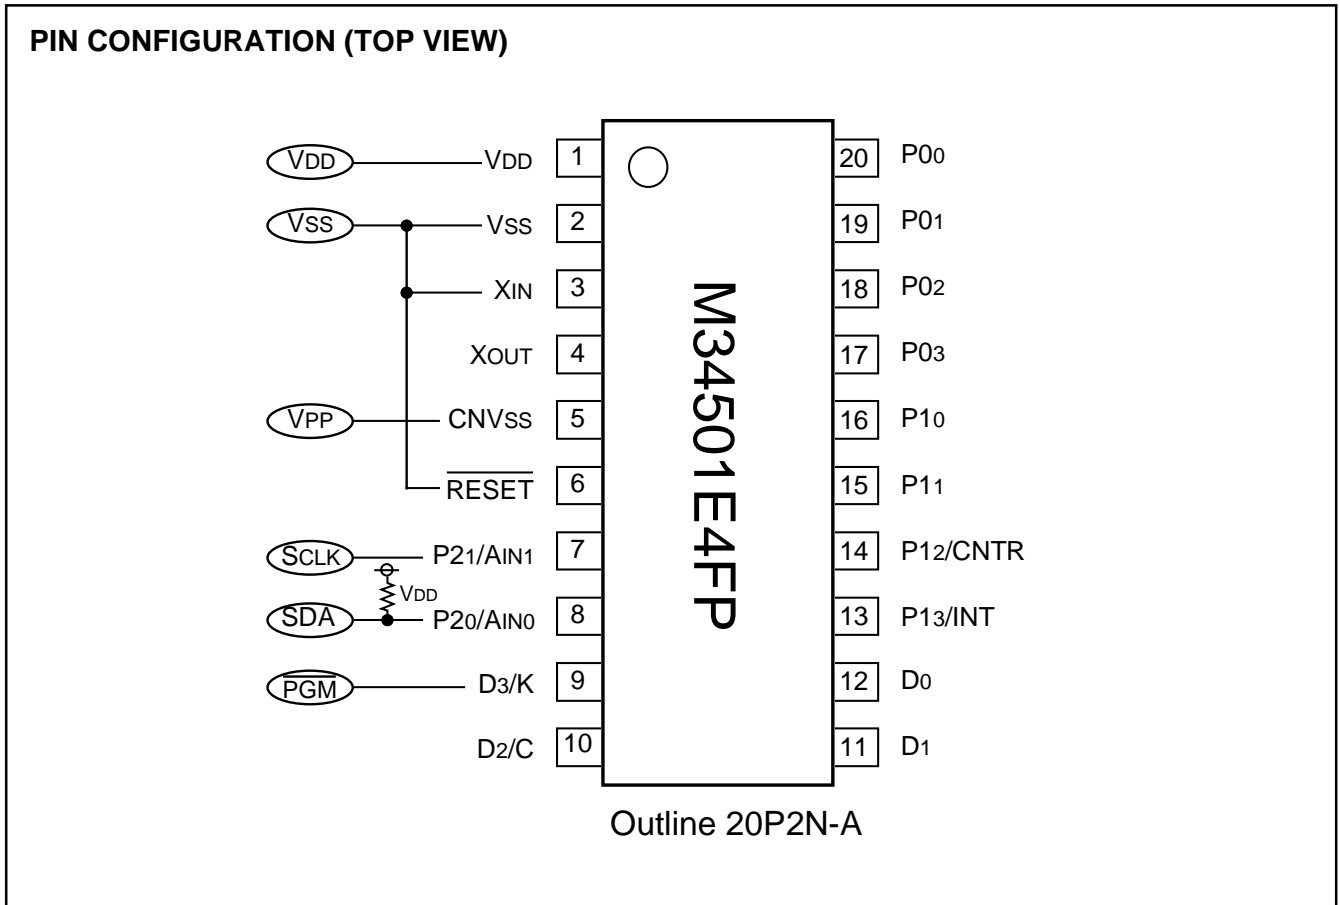 PIN CONFIGURATION (TOP VIEW)
VDD VDD 1 20 P00
VSS VSS 2 19 P01
XIN 3 18 P02
XOUT 4 17 P03
VPP CNVSS 5 16 P10
RESET 6 15 P11
SCLK P21/AIN1 7 14 P12/CNTR
VDD
SDA P20/AIN0 8 13 P13/INT
PGM D3/K 9 12 D0
D2/C 10 11 D1
M34501E4FP
Outline 20P2N-A